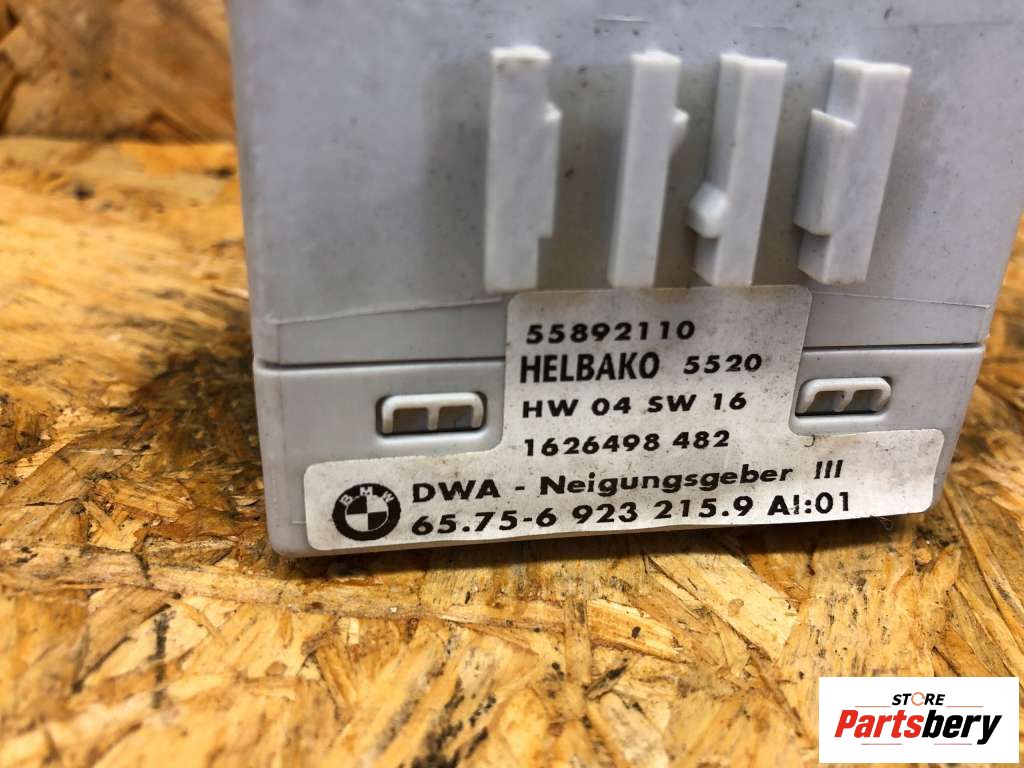 55892110
HELBAKO 5520
HW 04 SW 16
1626498 482
BMW
DWA - Neigungsgeber III
65.75-6 923 215.9 AI:01
STORE
Partsbery